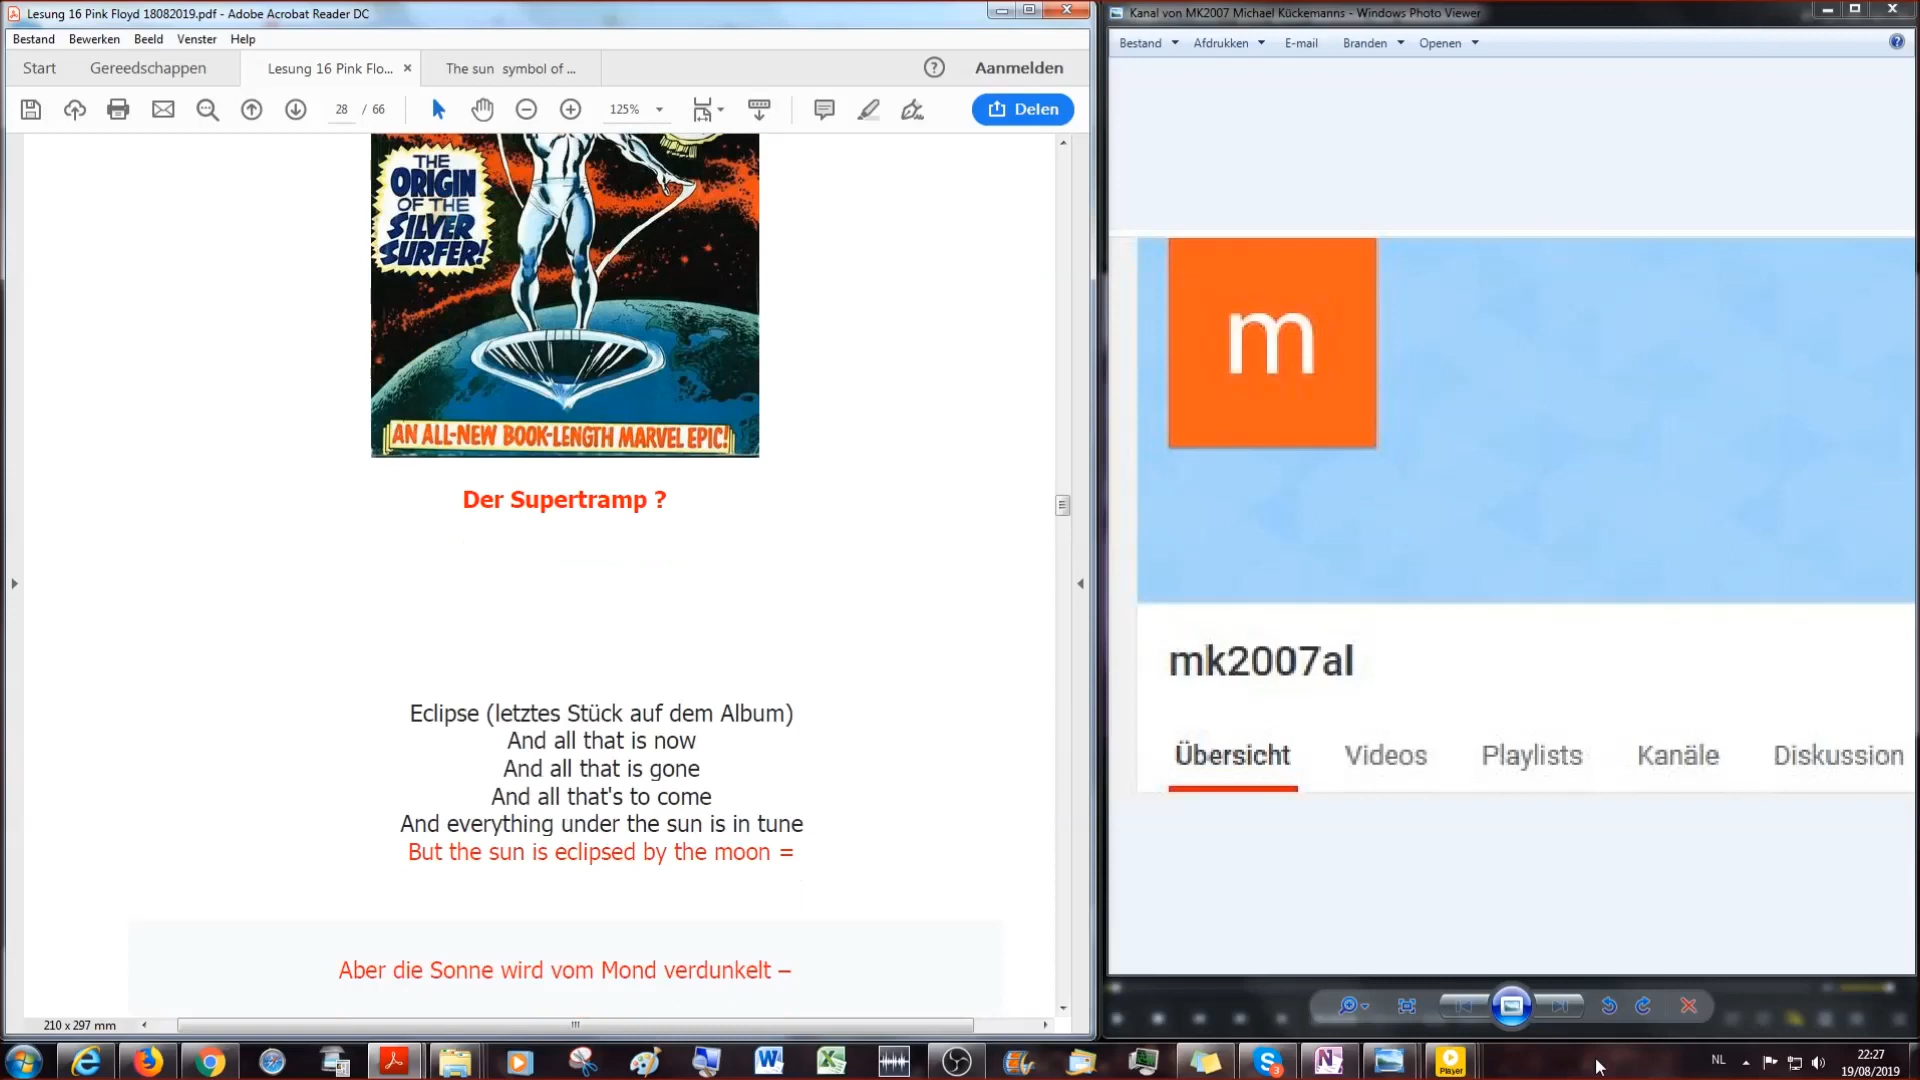 Lesung 16 Pink Floyd 18082019.pdf - Adobe Acrobat Reader DC
Bestand Bewerken Beeld Venster Help
Start Gereedschappen Lesung 16 Pink Flo... × The sun symbol of ... Aanmelden
28 / 66 125% Delen
THE
ORIGIN
OF THE
SILVER
SURFER!
AN ALL-NEW BOOK-LENGTH MARVEL EPIC!
Der Supertramp ?
Eclipse (letztes Stück auf dem Album)
And all that is now
And all that is gone
And all that's to come
And everything under the sun is in tune
But the sun is eclipsed by the moon =
Aber die Sonne wird vom Mond verdunkelt –
210 x 297 mm
Kanal von MK2007 Michael Kückemanns - Windows Photo Viewer
Bestand Afdrukken E-mail Branden Openen
m
mk2007al
Übersicht Videos Playlists Kanäle Diskussion
3
Player
NL
22:27
19/08/2019